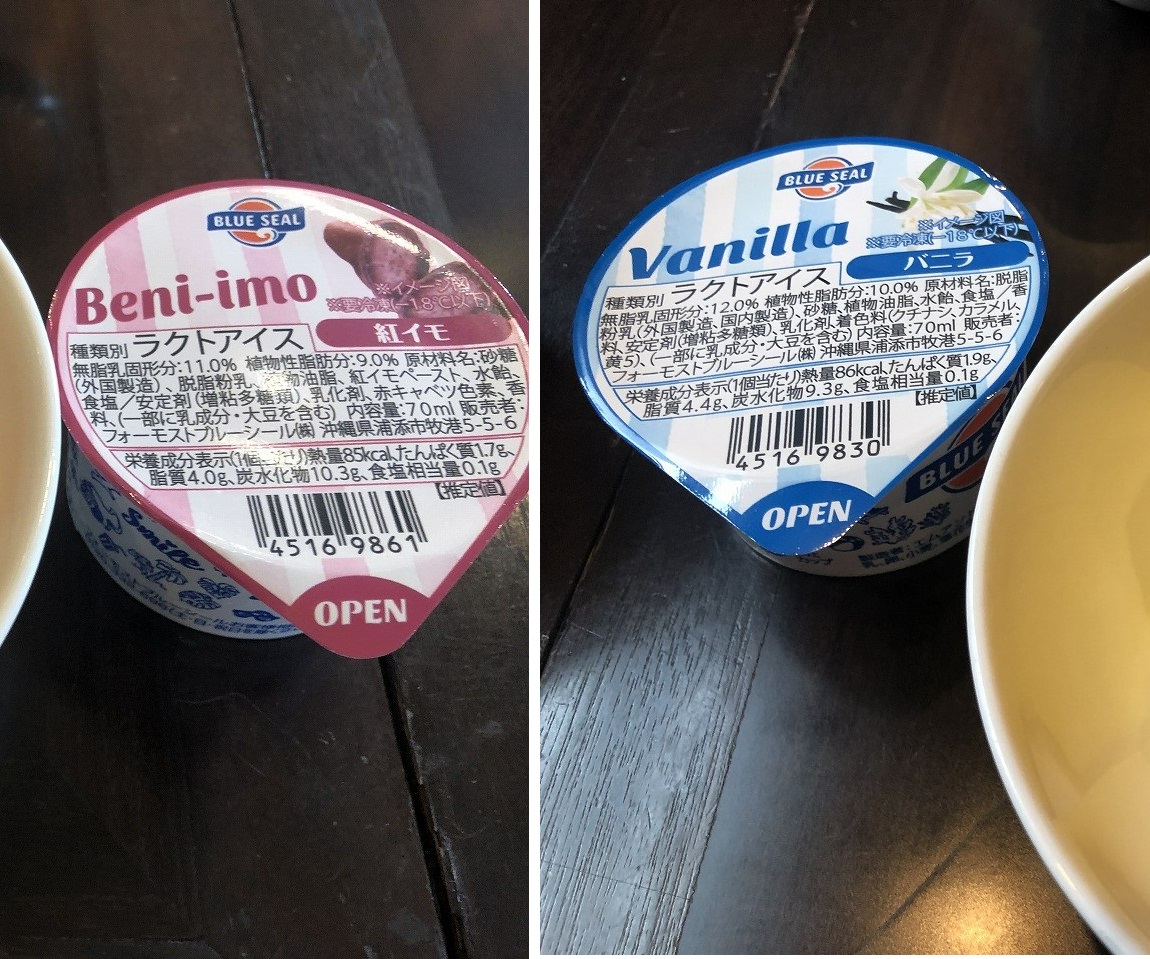 BLUE SEAL
Beni-imo
※イメージ図
※要冷凍(－18℃以下)
紅イモ
種類別 ラクトアイス
無脂乳固形分:11.0% 植物性脂肪分:9.0% 原材料名:砂糖
(外国製造)、脱脂粉乳、植物油脂、紅イモペースト、水飴、
食塩／安定剤(増粘多糖類)、乳化剤、赤キャベツ色素、香
料、(一部に乳成分・大豆を含む) 内容量:70ml 販売者:
フォーモストブルーシール㈱ 沖縄県浦添市牧港5-5-6
栄養成分表示(1個当たり)熱量85kcal、たんぱく質1.7g、
脂質4.0g、炭水化物10.3g、食塩相当量0.1g
【推定値】
4516 9861
OPEN
Smile
BLUE SEAL
Vanilla
※イメージ図
※要冷凍(－18℃以下)
バニラ
種類別 ラクトアイス
無脂乳固形分:12.0% 植物性脂肪分:10.0% 原材料名:脱脂
粉乳(外国製造、国内製造)、砂糖、植物油脂、水飴、食塩／香
料、安定剤(増粘多糖類)、乳化剤、着色料(クチナシ、カラメル、
黄5)、(一部に乳成分・大豆を含む) 内容量:70ml 販売者:
フォーモストブルーシール㈱ 沖縄県浦添市牧港5-5-6
栄養成分表示(1個当たり)熱量86kcal、たんぱく質1.9g、
脂質4.4g、炭水化物9.3g、食塩相当量0.1g
【推定値】
4516 9830
OPEN
BLUE SE